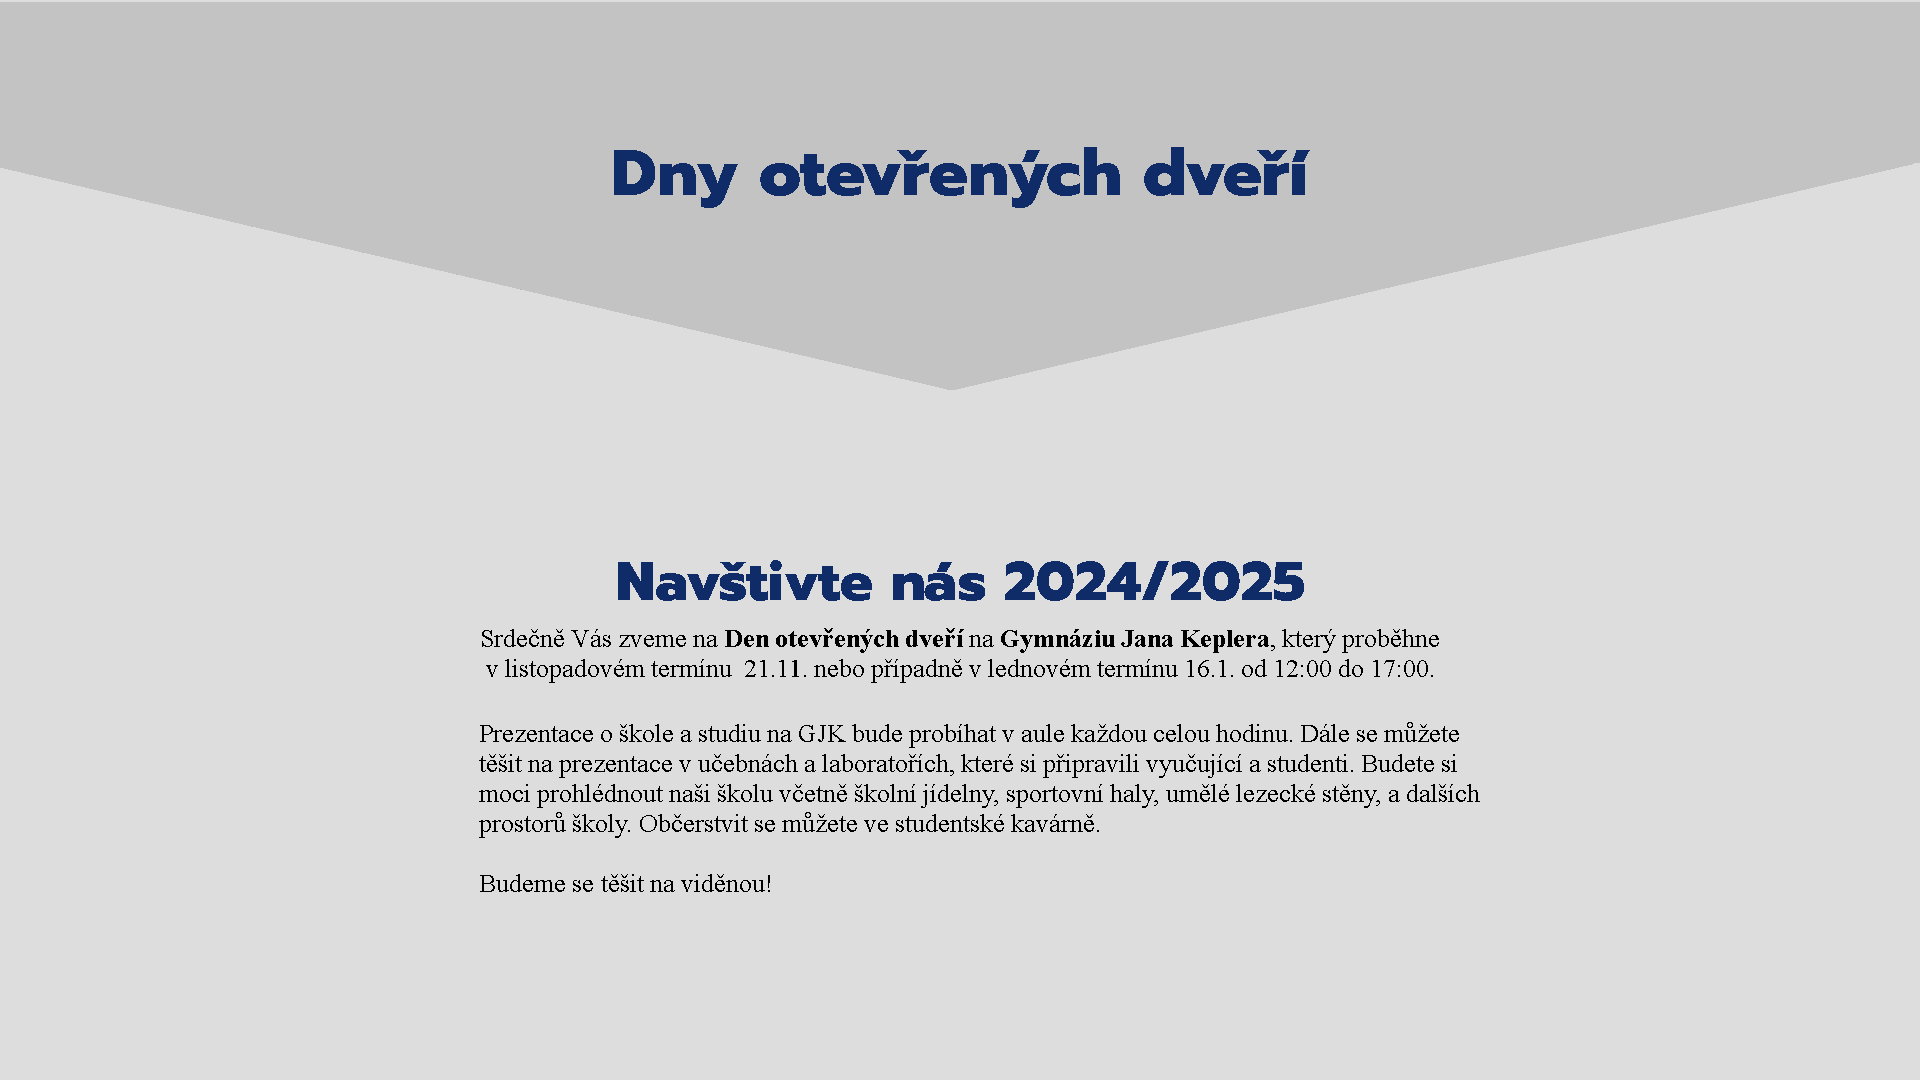 Dny otevřených dveří
Navštivte nás 2024/2025
Srdečně Vás zveme na Den otevřených dveří na Gymnáziu Jana Keplera, který proběhne
v listopadovém termínu  21.11. nebo případně v lednovém termínu 16.1. od 12:00 do 17:00.
Prezentace o škole a studiu na GJK bude probíhat v aule každou celou hodinu. Dále se můžete
těšit na prezentace v učebnách a laboratořích, které si připravili vyučující a studenti. Budete si
moci prohlédnout naši školu včetně školní jídelny, sportovní haly, umělé lezecké stěny, a dalších
prostorů školy. Občerstvit se můžete ve studentské kavárně.
Budeme se těšit na viděnou!